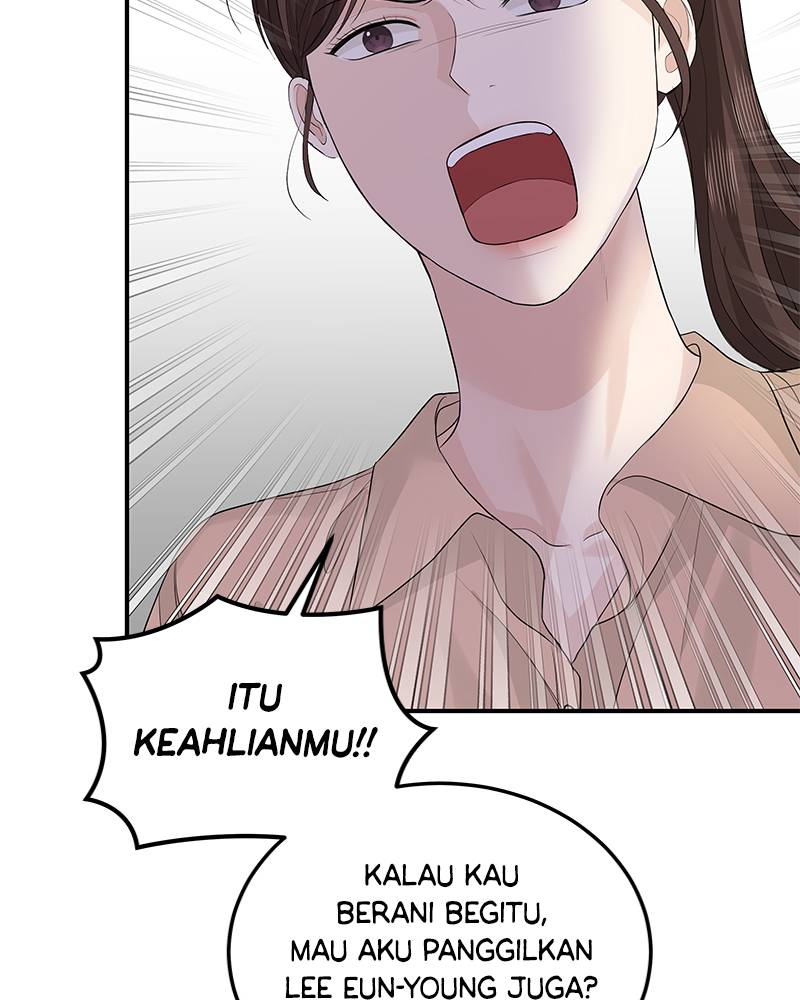 ITU
KEAHLIANMU!!
KALAU KAU
BERANI BEGITU,
MAU AKU PANGGILKAN
LEE EUN-YOUNG JUGA?